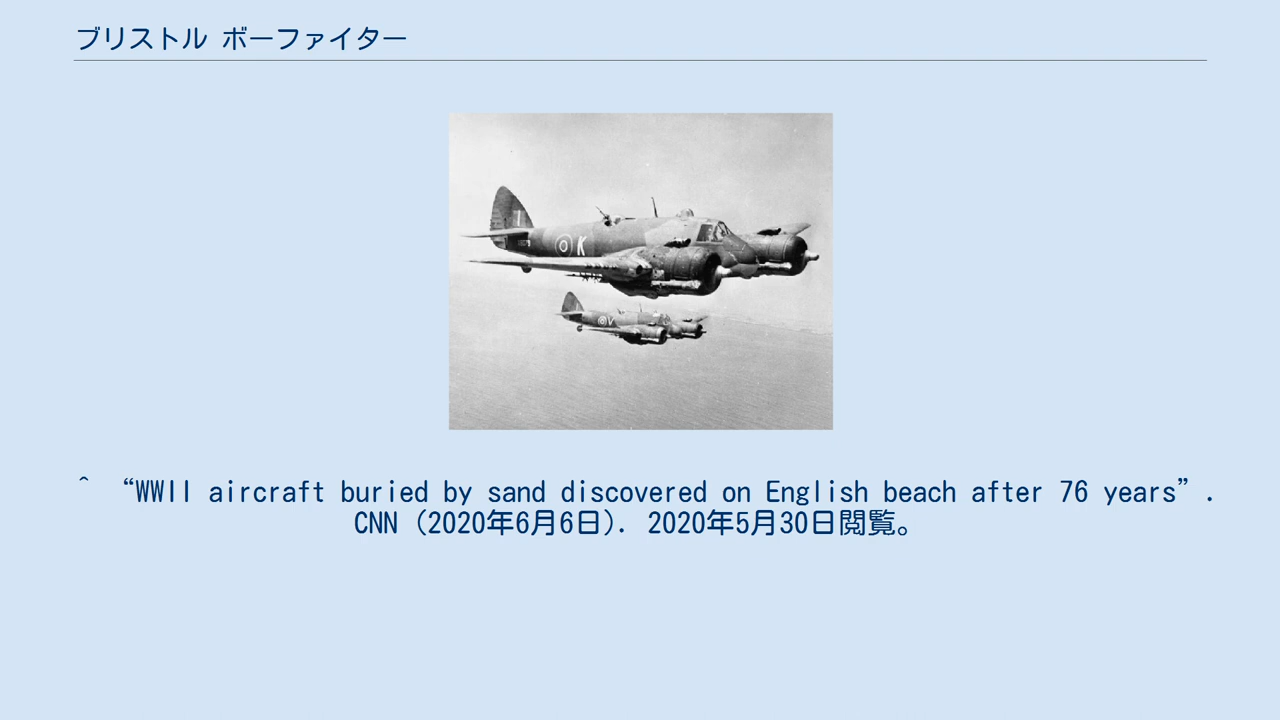 ブリストル ボーファイター
K
V
^ “WWII aircraft buried by sand discovered on English beach after 76 years”.
CNN (2020年6月6日). 2020年5月30日閲覧。